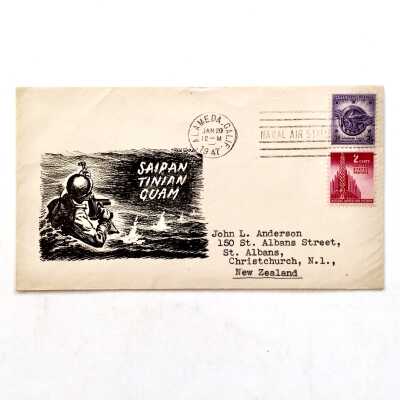 ALAMEDA, CALIF.
JAN 20
12-M
1947
NAVAL AIR STATION
2 CENTS
SAIPAN
TINIAN
GUAM
John L. Anderson
150 St. Albans Street,
St. Albans,
Christchurch, N.1.,
New Zealand